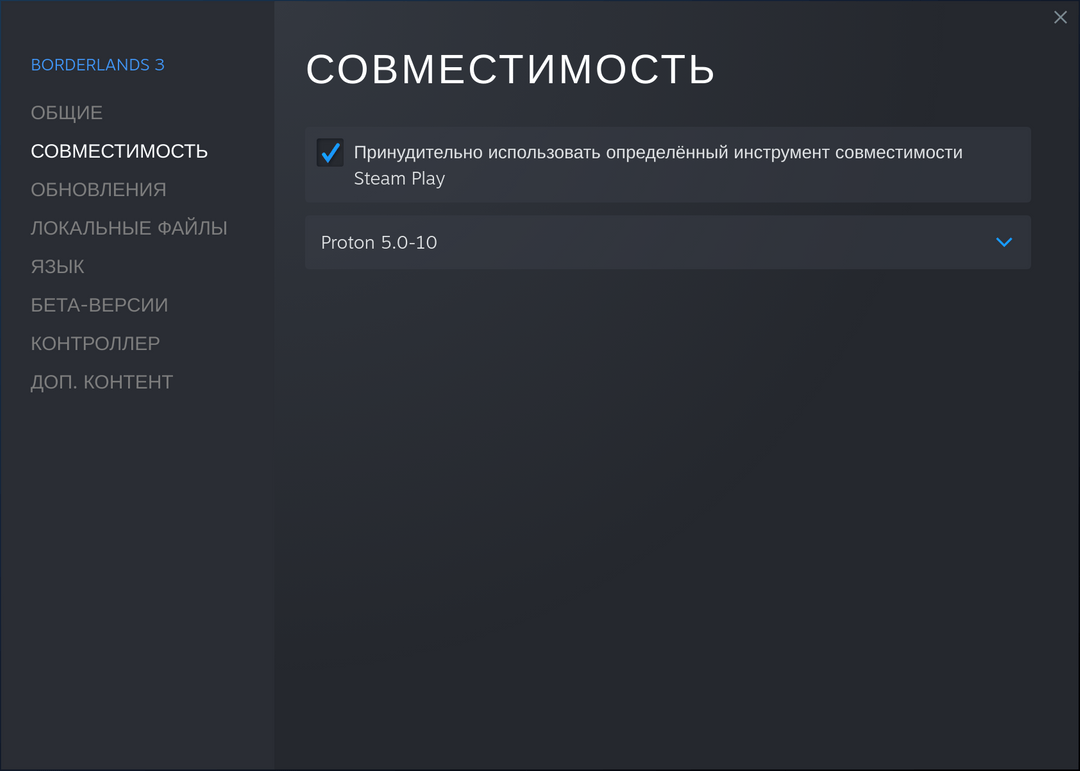 BORDERLANDS 3
ОБЩИЕ
СОВМЕСТИМОСТЬ
ОБНОВЛЕНИЯ
ЛОКАЛЬНЫЕ ФАЙЛЫ
ЯЗЫК
БЕТА-ВЕРСИИ
КОНТРОЛЛЕР
ДОП. КОНТЕНТ
СОВМЕСТИМОСТЬ
Принудительно использовать определённый инструмент совместимости
Steam Play
Proton 5.0-10